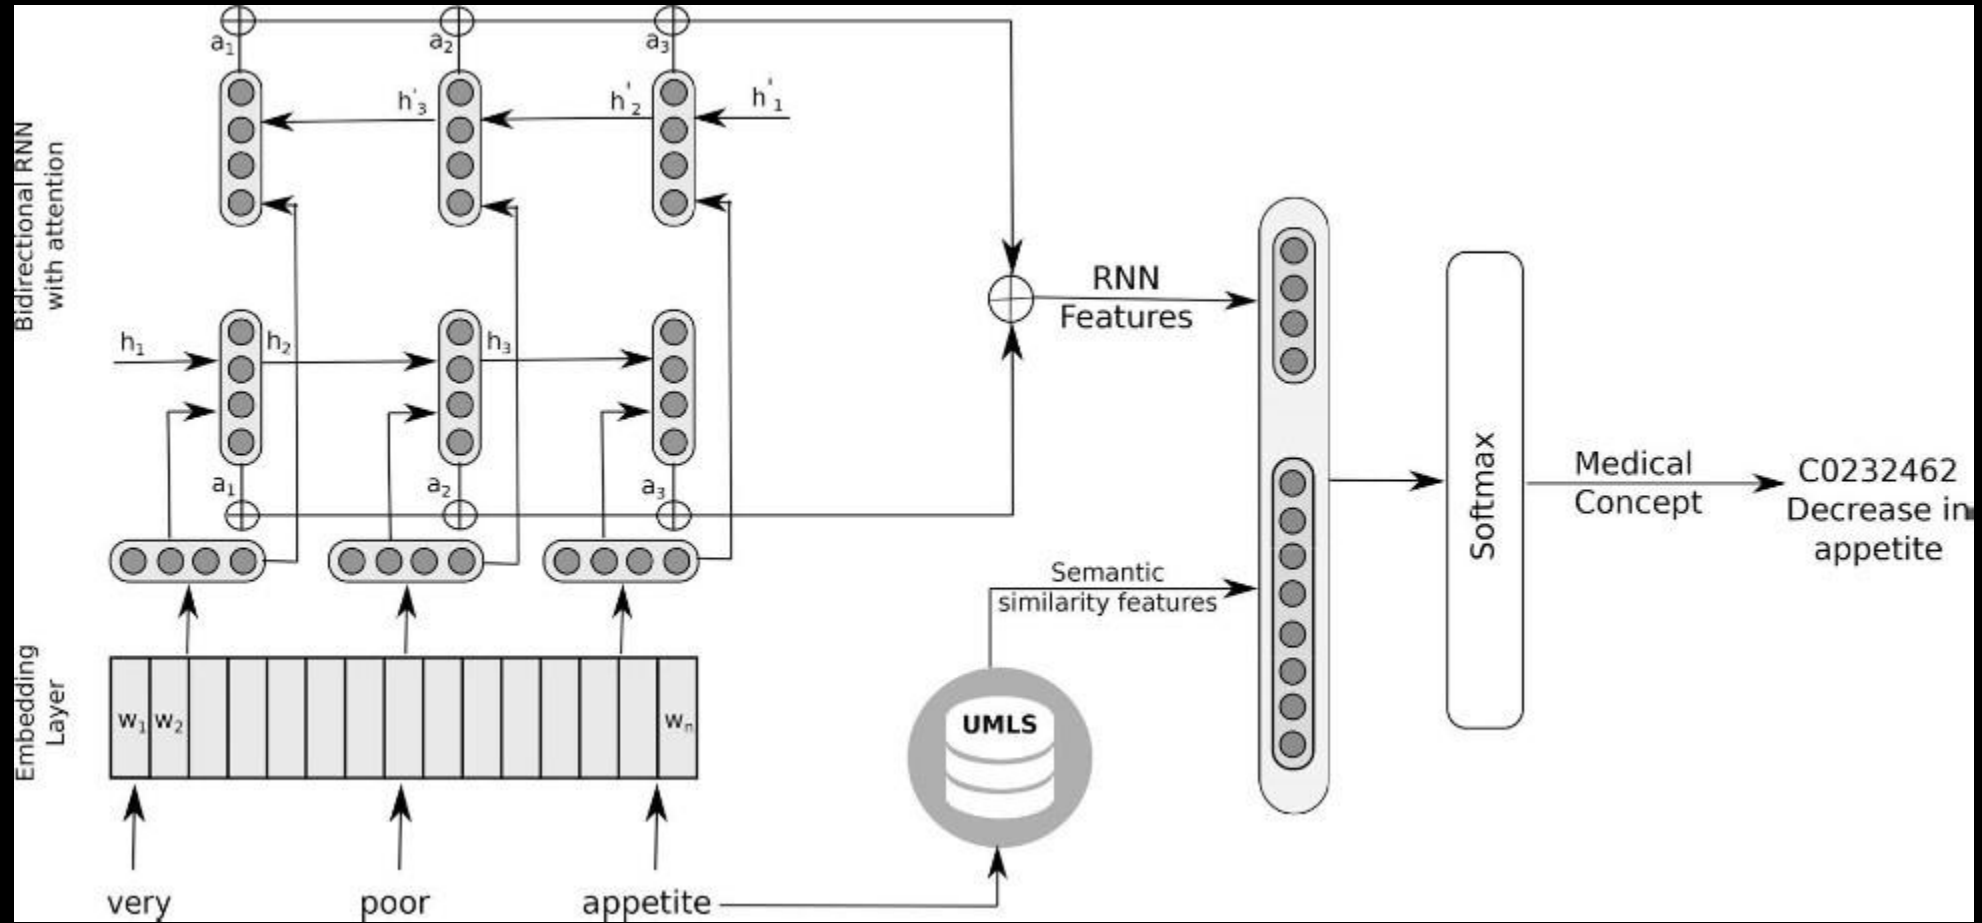 a1
a2
a3
h'3
h'2
h'1
Bidirectional RNN
with attention
h1
h2
h3
a1
a2
a3
RNN
Features
Softmax
Medical
Concept
C0232462
Decrease in
appetite
Semantic
similarity features
Embedding
Layer
w1
w2
wn
UMLS
very
poor
appetite